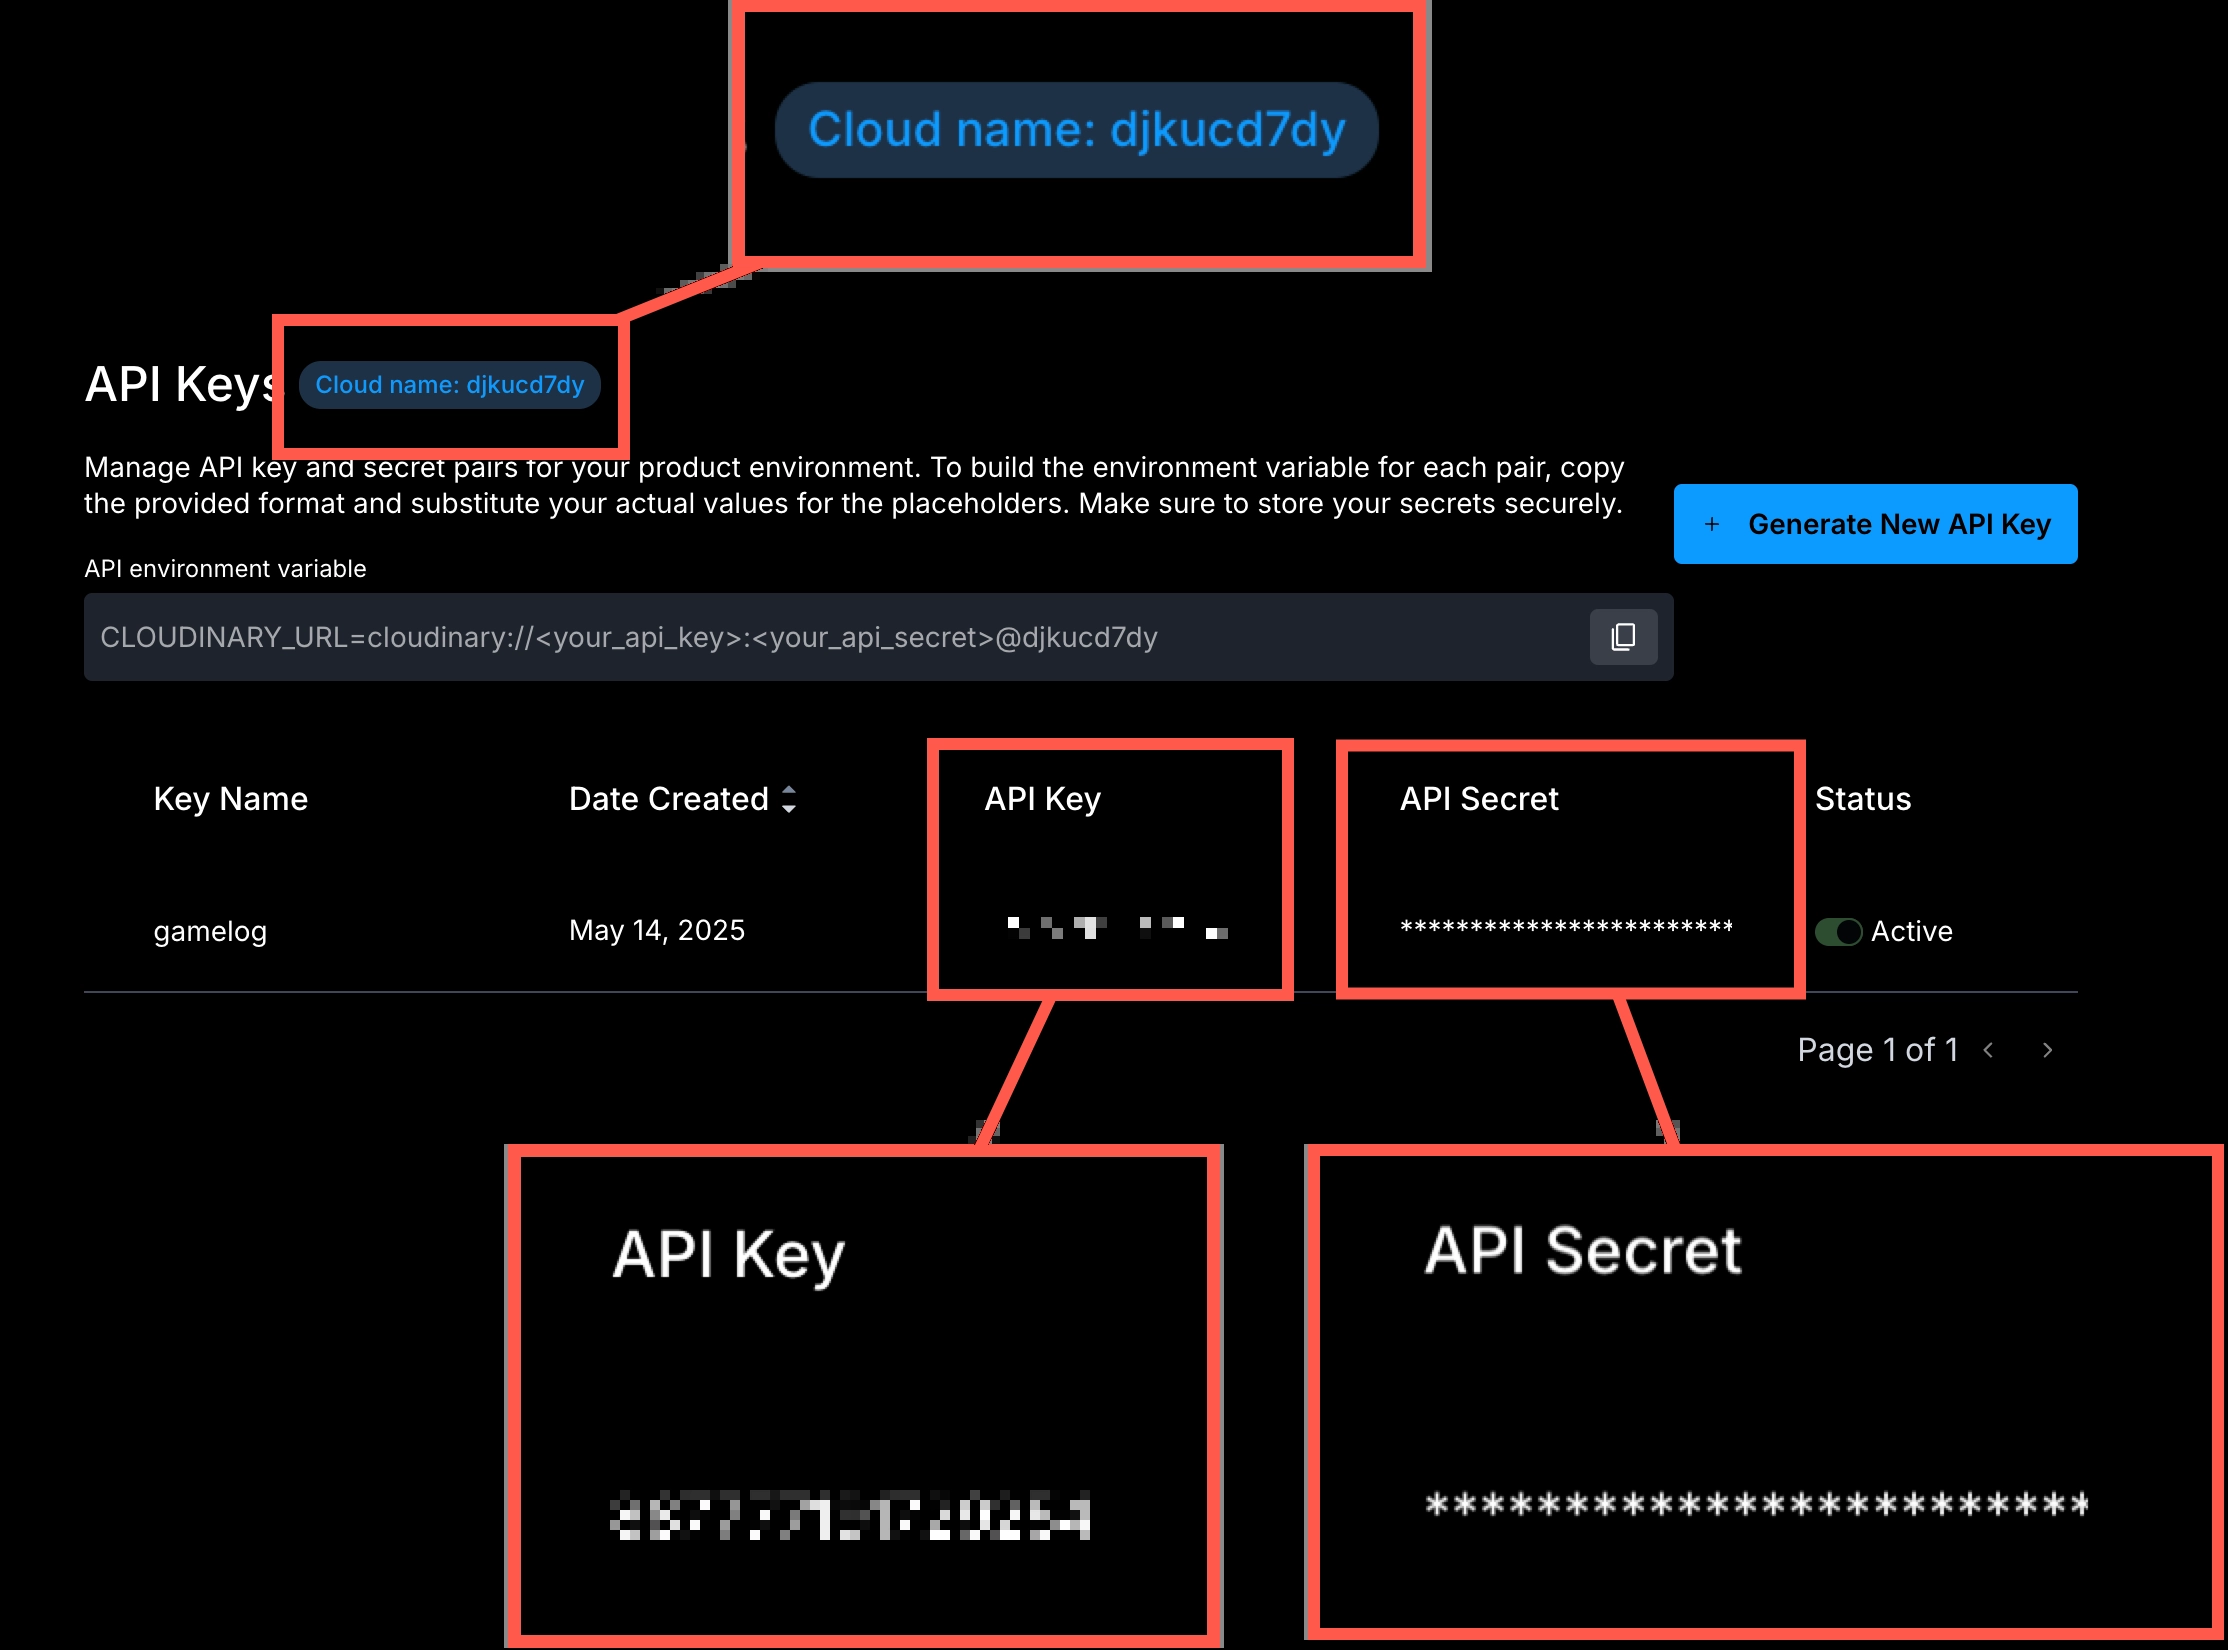 Cloud name: djkucd7dy
API Keys
Cloud name: djkucd7dy
Manage API key and secret pairs for your product environment. To build the environment variable for each pair, copy
the provided format and substitute your actual values for the placeholders. Make sure to store your secrets securely.
+ Generate New API Key
API environment variable
CLOUDINARY_URL=cloudinary://<your_api_key>:<your_api_secret>@djkucd7dy
Key Name Date Created API Key API Secret Status
gamelog May 14, 2025 ************************ Active
Page 1 of 1
API Key
API Secret
************************